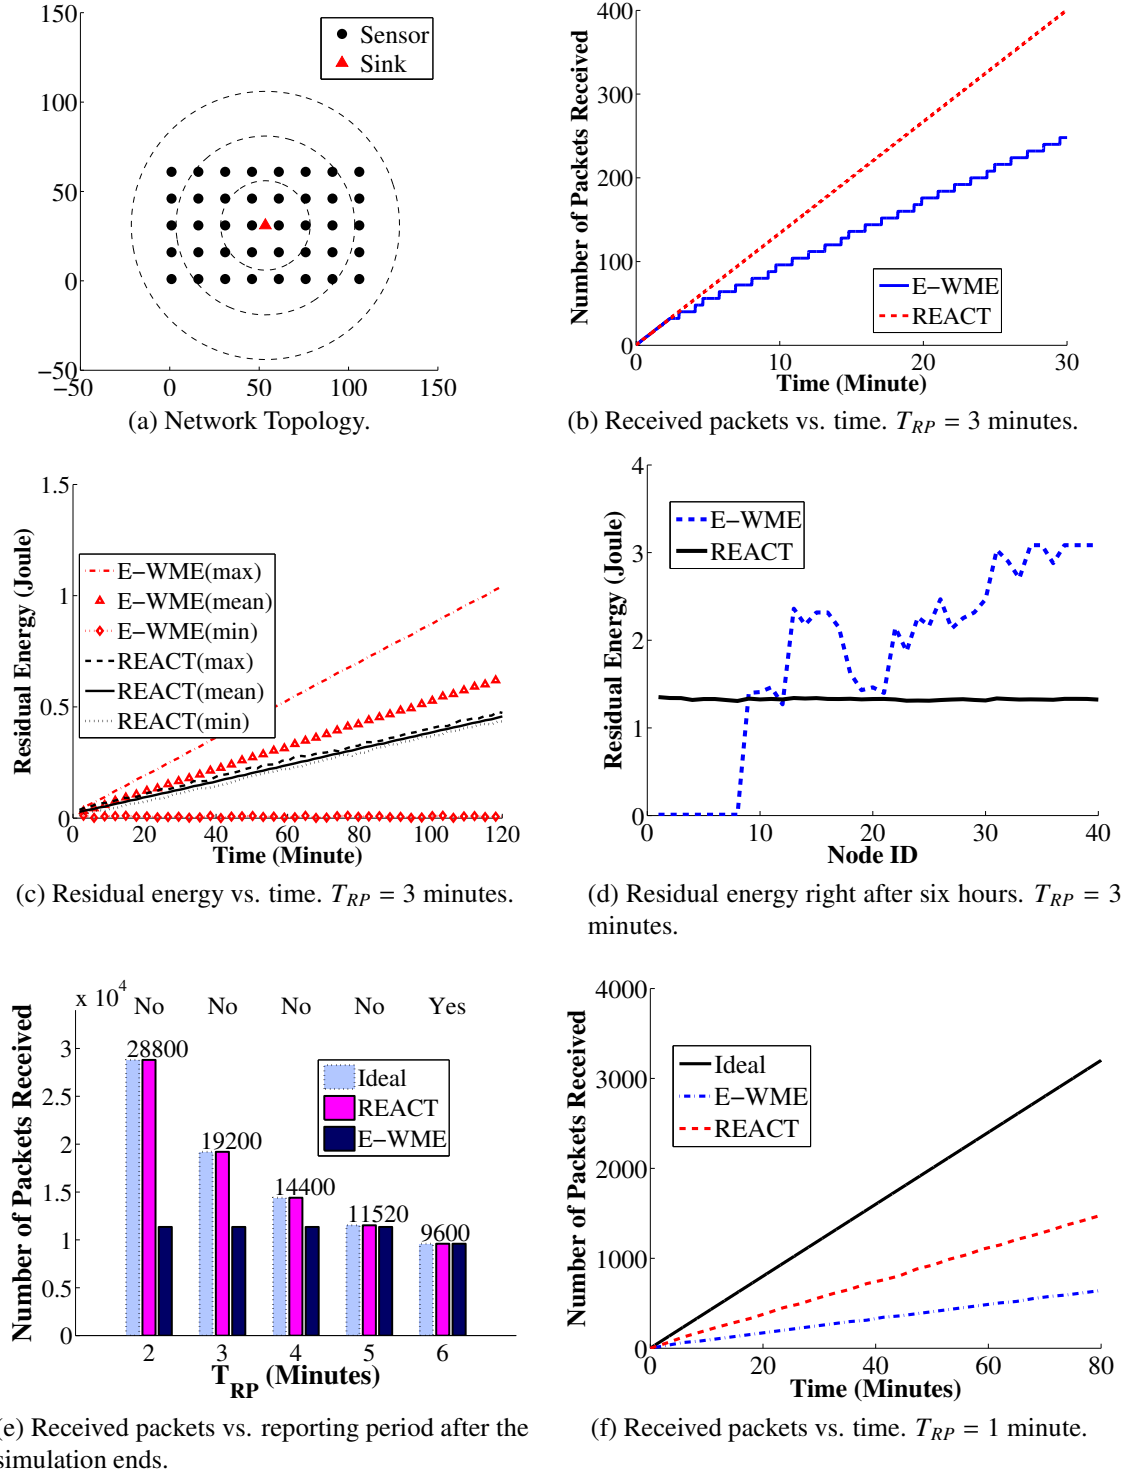 150
100
50
0
−50
−50
0
50
100
150
Sensor
Sink
(a) Network Topology.
400
300
200
100
0
0
10
20
30
Number of Packets Received
Time (Minute)
E−WME
REACT
(b) Received packets vs. time. T_RP = 3 minutes.
1.5
1
0.5
0
0
20
40
60
80
100
120
Residual Energy (Joule)
Time (Minute)
E−WME(max)
E−WME(mean)
E−WME(min)
REACT(max)
REACT(mean)
REACT(min)
(c) Residual energy vs. time. T_RP = 3 minutes.
4
3
2
1
0
0
10
20
30
40
Residual Energy (Joule)
Node ID
E−WME
REACT
(d) Residual energy right after six hours. T_RP = 3
minutes.
x 10^4
No No No No Yes
3
2.5
2
1.5
1
0.5
0
28800
19200
14400
11520
9600
Ideal
REACT
E−WME
2
3
4
5
6
Number of Packets Received
T_RP (Minutes)
(e) Received packets vs. reporting period after the
simulation ends.
4000
3000
2000
1000
0
0
20
40
60
80
Number of Packets Received
Time (Minutes)
Ideal
E−WME
REACT
(f) Received packets vs. time. T_RP = 1 minute.